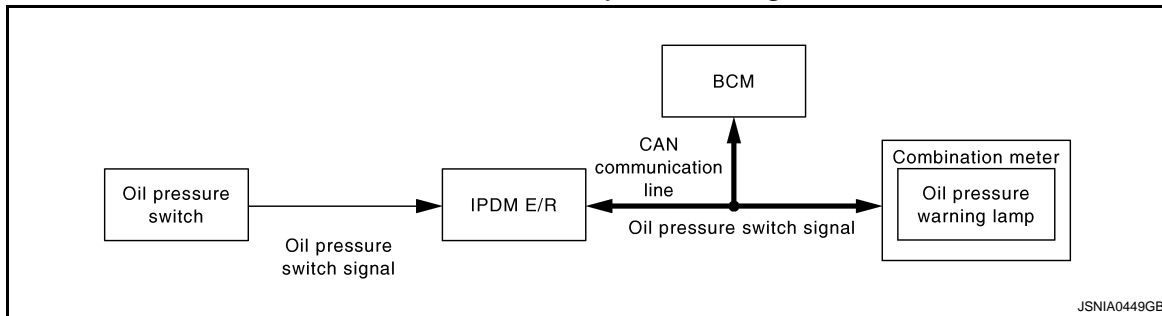 BCM
CAN
communication
line
Combination meter
Oil pressure
switch
IPDM E/R
Oil pressure
warning lamp
Oil pressure switch signal
Oil pressure
switch signal
JSNIA0449GB